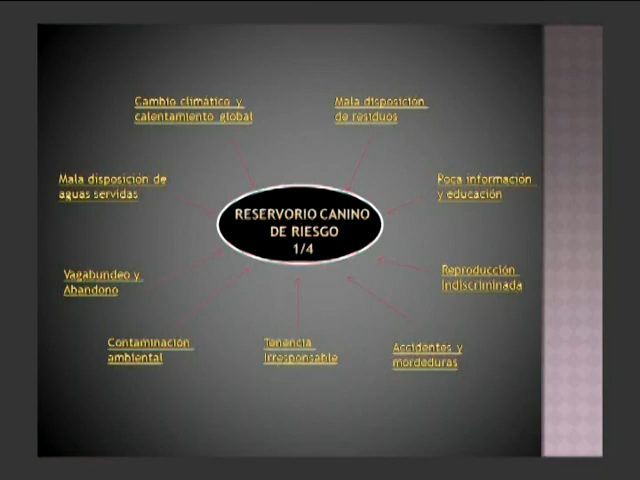 Cambio climático y
calentamiento global
Mala disposición
de residuos
Mala disposición de
aguas servidas
Poca información
y educación
RESERVORIO CANINO
DE RIESGO
1/4
Vagabundeo y
Abandono
Reproducción
Indiscriminada
Contaminación
ambiental
Tenencia
Irresponsable
Accidentes y
mordeduras